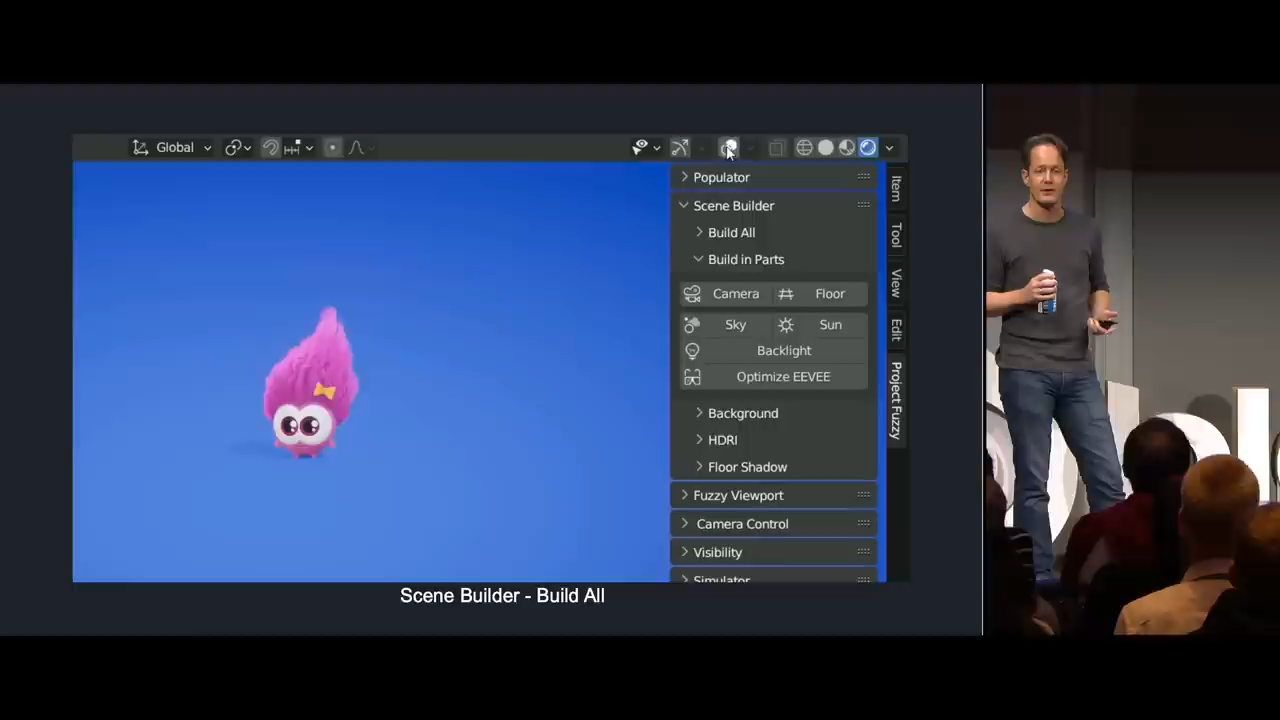 Global
Populator
Scene Builder
Build All
Build in Parts
Camera
Floor
Sky
Sun
Backlight
Optimize EEVEE
Background
HDRI
Floor Shadow
Fuzzy Viewport
Camera Control
Visibility
Simulator
Item
Tool
View
Edit
Project Fuzzy
Scene Builder - Build All